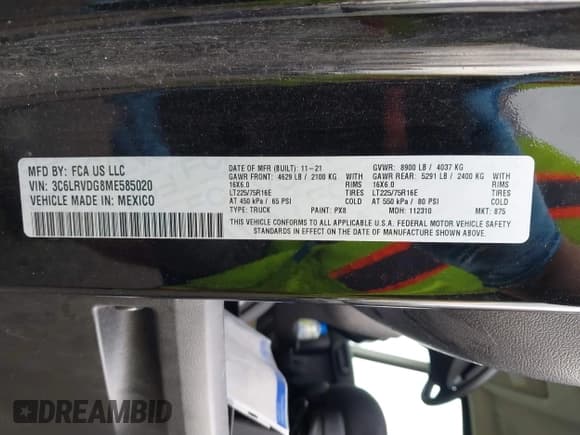 MFD BY: FCA US LLC
VIN: 3C6LRVDG8ME585020
VEHICLE MADE IN: MEXICO
DATE OF MFR (BUILT): 11-21
GVWR: 8900 LB / 4037 KG
GAWR FRONT: 4629 LB / 2100 KG
GAWR REAR: 5291 LB / 2400 KG
16X6.0 RIMS
16X6.0 RIMS
LT225/75R16E TIRES
LT225/75R16E TIRES
AT 450 kPa / 65 PSI COLD
AT 550 kPa / 80 PSI COLD
TYPE: TRUCK PAINT: PX8 MDH: 112310 MKT: 875
THIS VEHICLE CONFORMS TO ALL APPLICABLE U.S.A. FEDERAL MOTOR VEHICLE SAFETY
STANDARDS IN EFFECT ON THE DATE OF MANUFACTURE SHOWN ABOVE.
DREAMBID